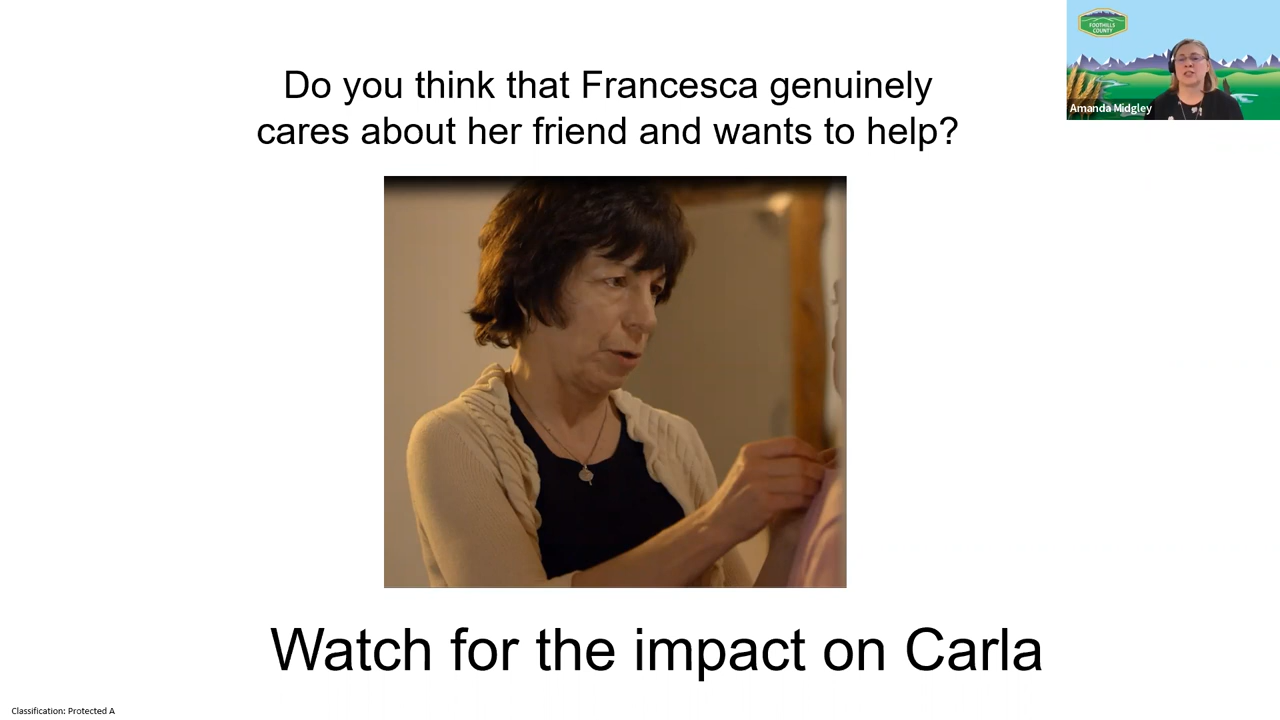 FOOTHILLS
COUNTY
Amanda Midgley
Do you think that Francesca genuinely
cares about her friend and wants to help?
Watch for the impact on Carla
Classification: Protected A